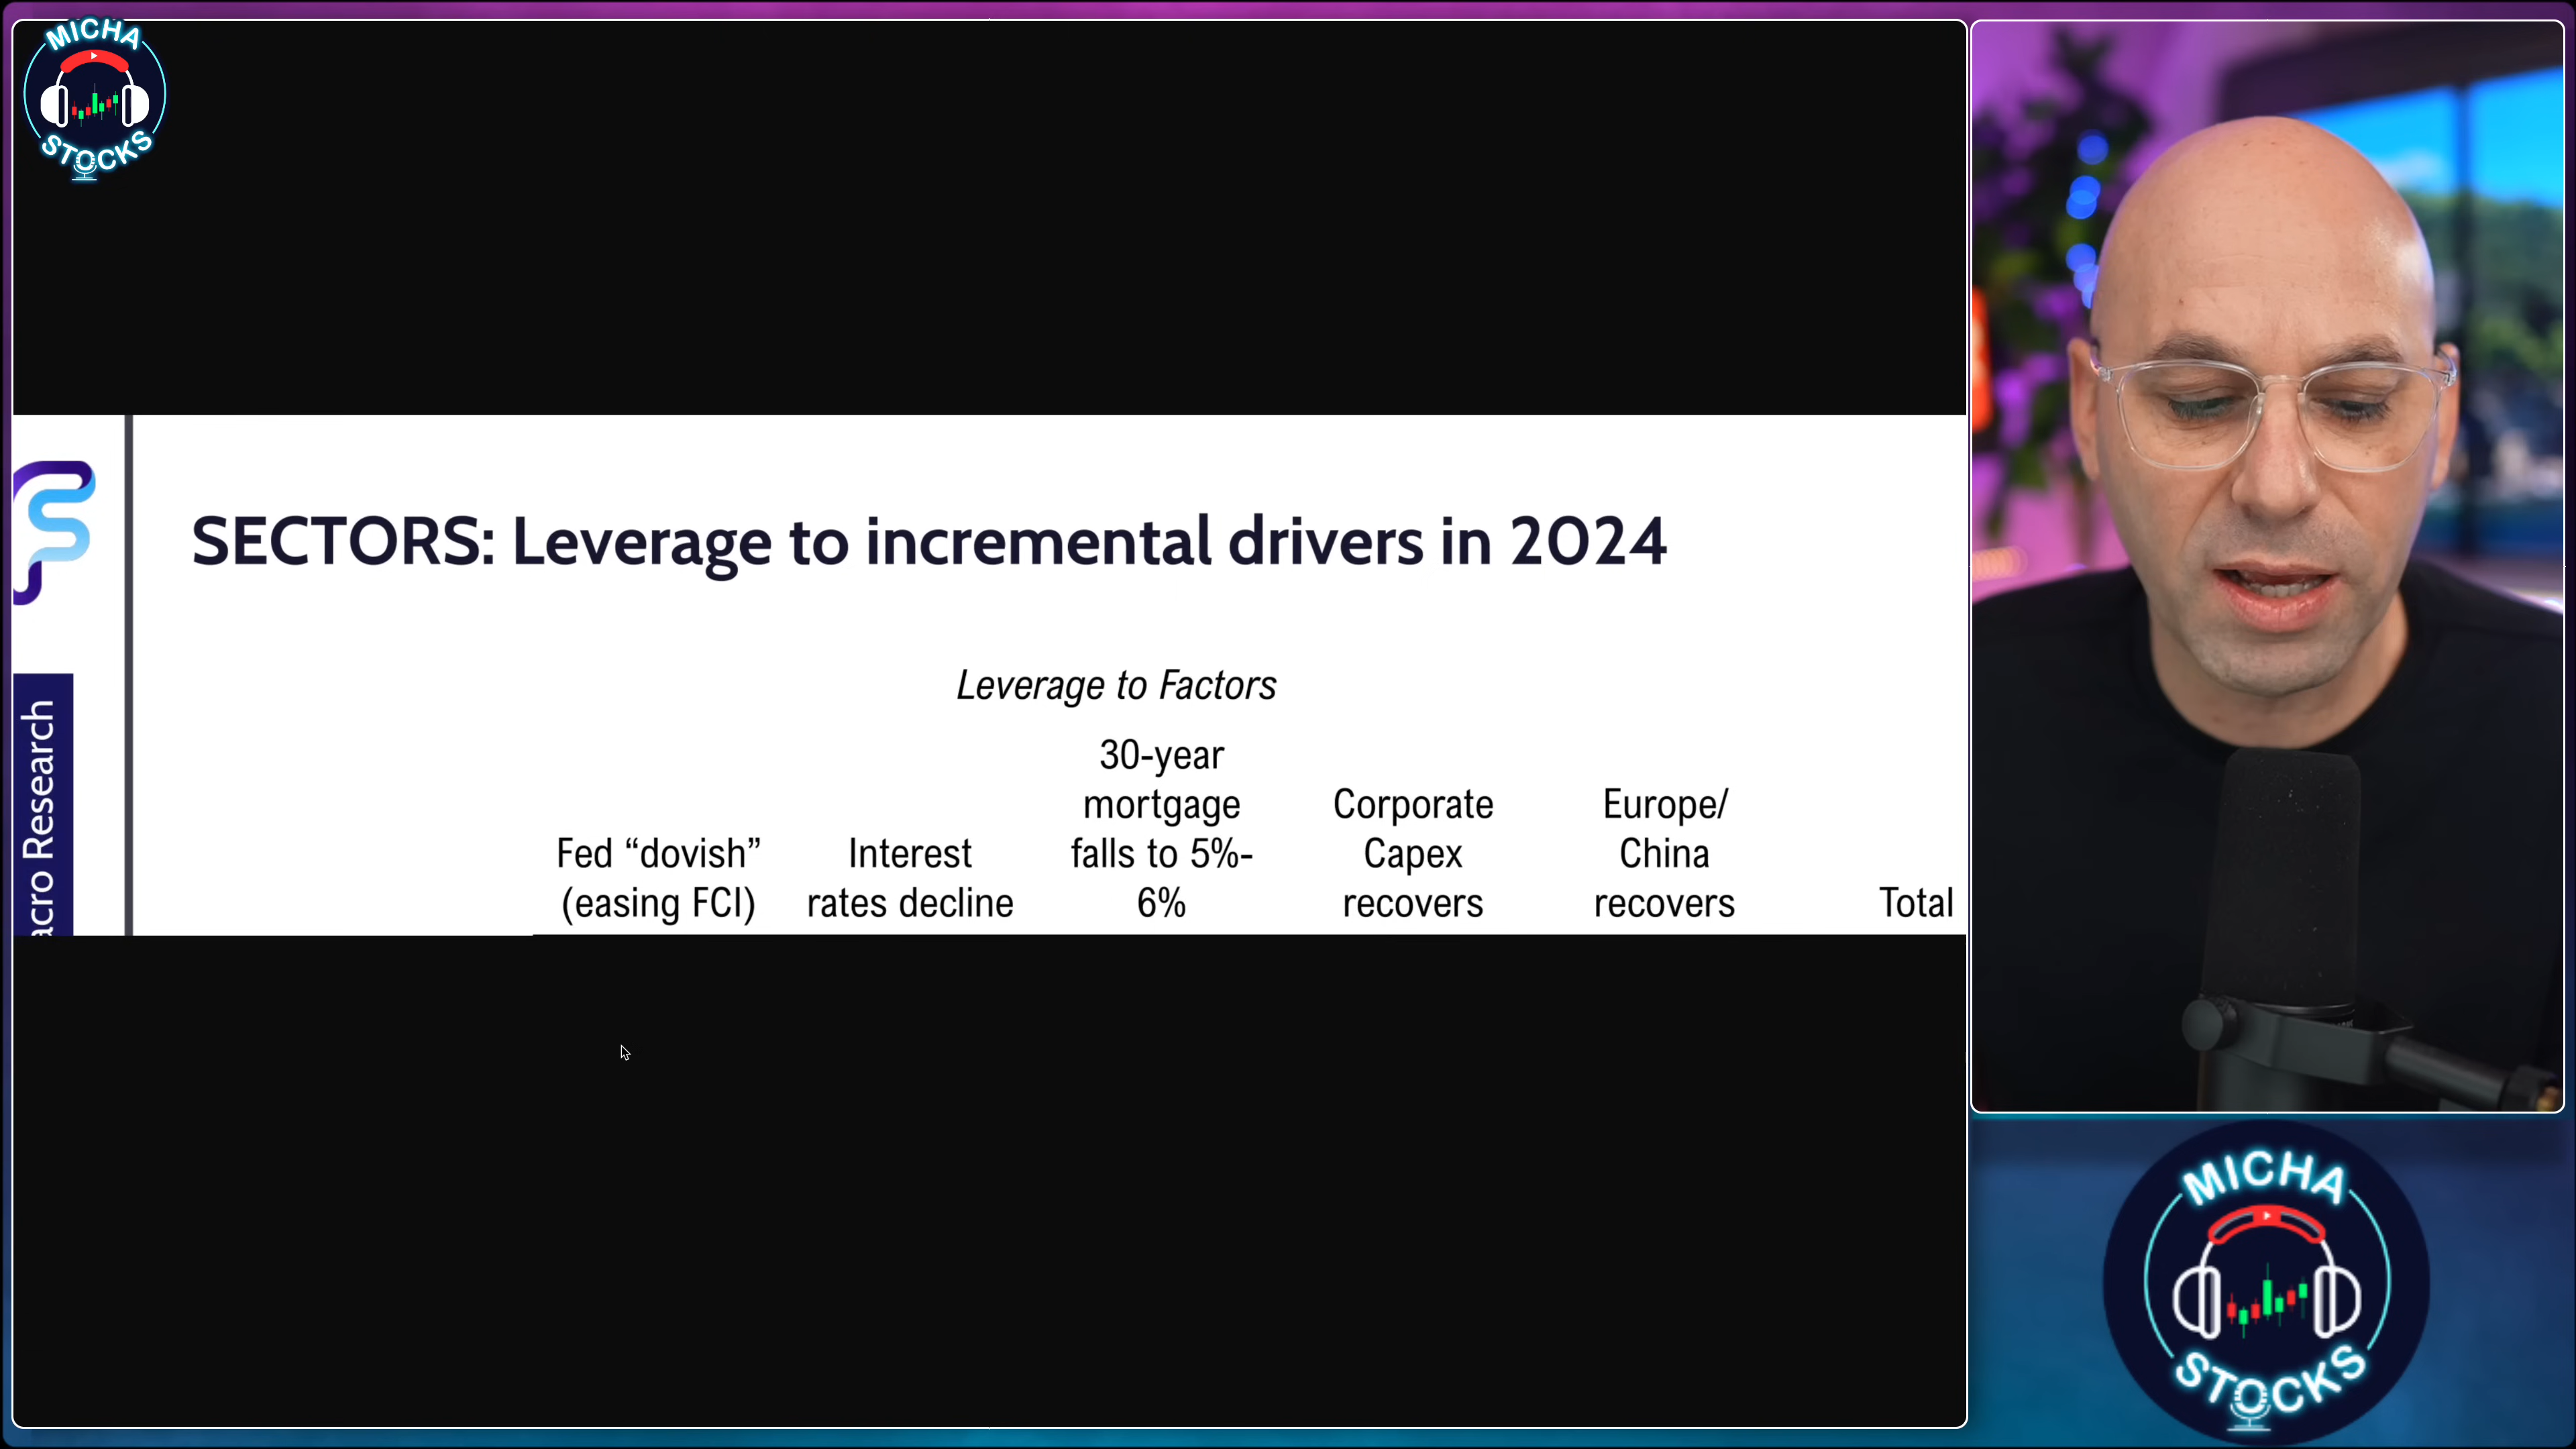 MICHA
STOCKS
SECTORS: Leverage to incremental drivers in 2024
Leverage to Factors
Fed “dovish”
(easing FCI)
Interest
rates decline
30-year
mortgage
falls to 5%-
6%
Corporate
Capex
recovers
Europe/
China
recovers
Total
acro Research
MICHA
STOCKS